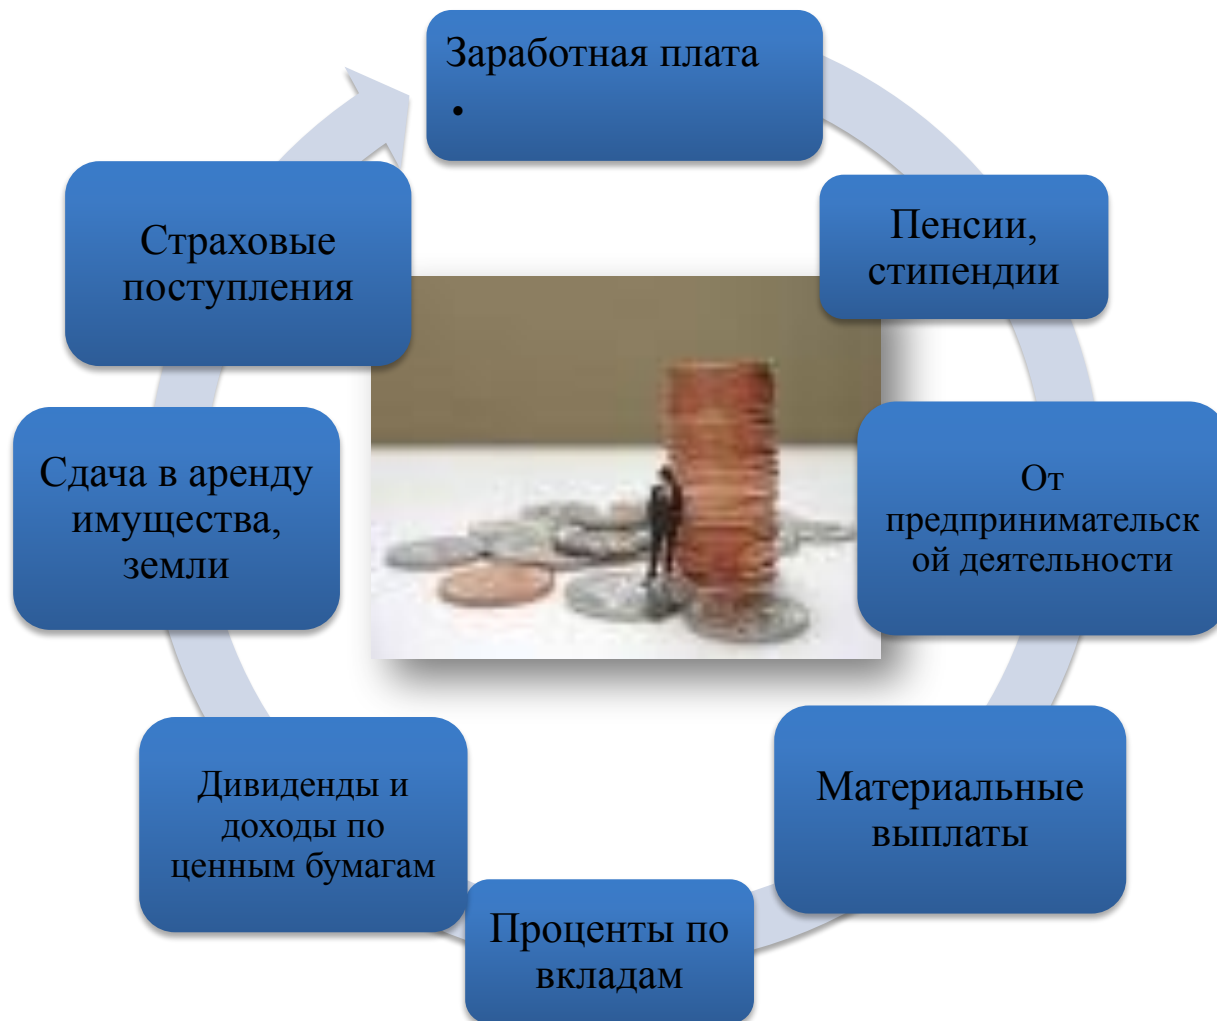 Заработная плата
•
Пенсии,
стипендии
От
предпринимательск
ой деятельности
Материальные
выплаты
Проценты по
вкладам
Дивиденды и
доходы по
ценным бумагам
Сдача в аренду
имущества,
земли
Страховые
поступления